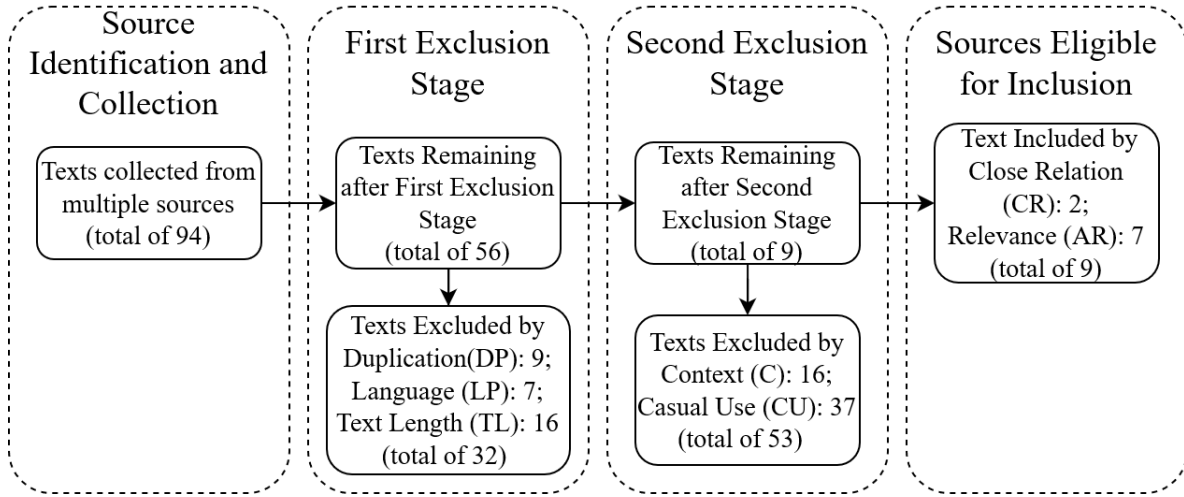 Source
Identification and
Collection
Texts collected from
multiple sources
(total of 94)
First Exclusion
Stage
Texts Remaining
after First Exclusion
Stage
(total of 56)
Texts Excluded by
Duplication(DP): 9;
Language (LP): 7;
Text Length (TL): 16
(total of 32)
Second Exclusion
Stage
Texts Remaining
after Second
Exclusion Stage
(total of 9)
Texts Excluded by
Context (C): 16;
Casual Use (CU): 37
(total of 53)
Sources Eligible
for Inclusion
Text Included by
Close Relation
(CR): 2;
Relevance (AR): 7
(total of 9)